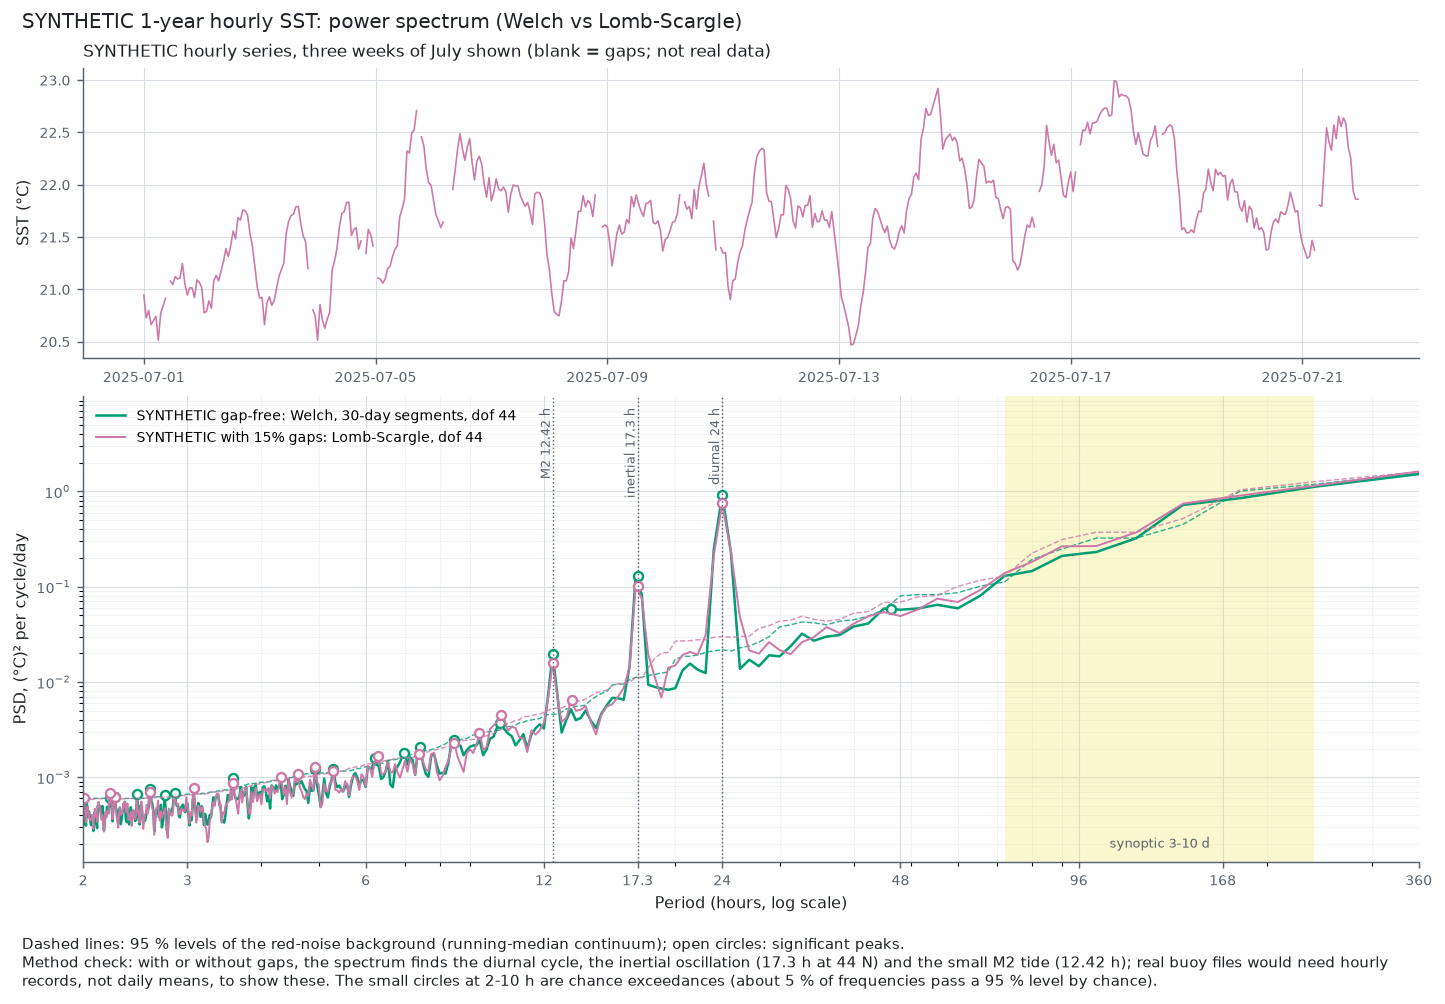 SYNTHETIC 1-year hourly SST: power spectrum (Welch vs Lomb-Scargle)
SYNTHETIC hourly series, three weeks of July shown (blank = gaps; not real data)
SST (°C)
23.0
22.5
22.0
21.5
21.0
20.5
2025-07-01
2025-07-05
2025-07-09
2025-07-13
2025-07-17
2025-07-21
SYNTHETIC gap-free: Welch, 30-day segments, dof 44
SYNTHETIC with 15% gaps: Lomb-Scargle, dof 44
M2 12.42 h
inertial 17.3 h
diurnal 24 h
synoptic 3-10 d
PSD, (°C)² per cycle/day
10⁰
10⁻¹
10⁻²
10⁻³
2
3
6
12
17.3
24
48
96
168
360
Period (hours, log scale)
Dashed lines: 95 % levels of the red-noise background (running-median continuum); open circles: significant peaks.
Method check: with or without gaps, the spectrum finds the diurnal cycle, the inertial oscillation (17.3 h at 44 N) and the small M2 tide (12.42 h); real buoy files would need hourly
records, not daily means, to show these. The small circles at 2-10 h are chance exceedances (about 5 % of frequencies pass a 95 % level by chance).